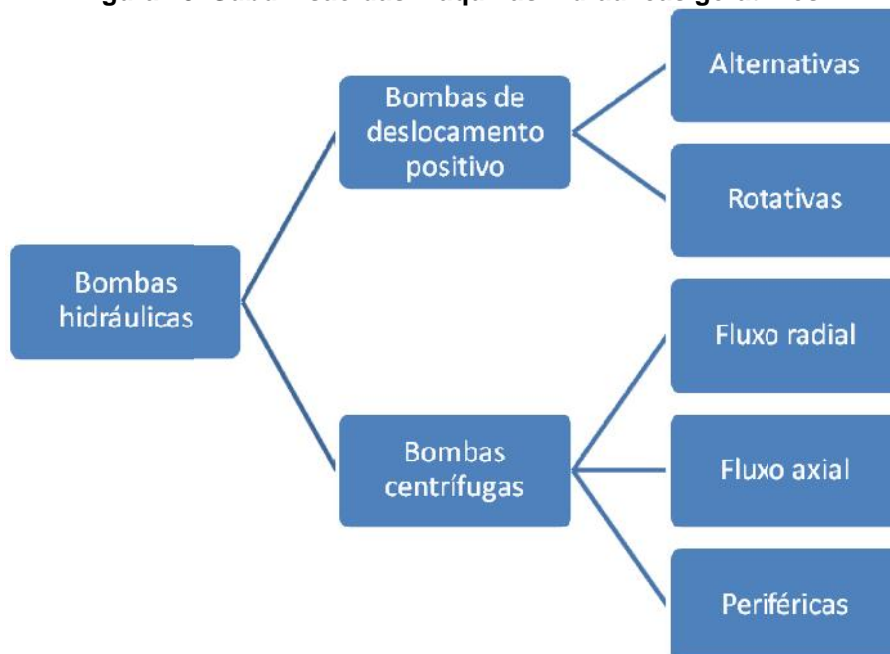 Alternativas
Bombas de
deslocamento
positivo
Rotativas
Bombas
hidráulicas
Fluxo radial
Bombas
centrífugas
Fluxo axial
Periféricas